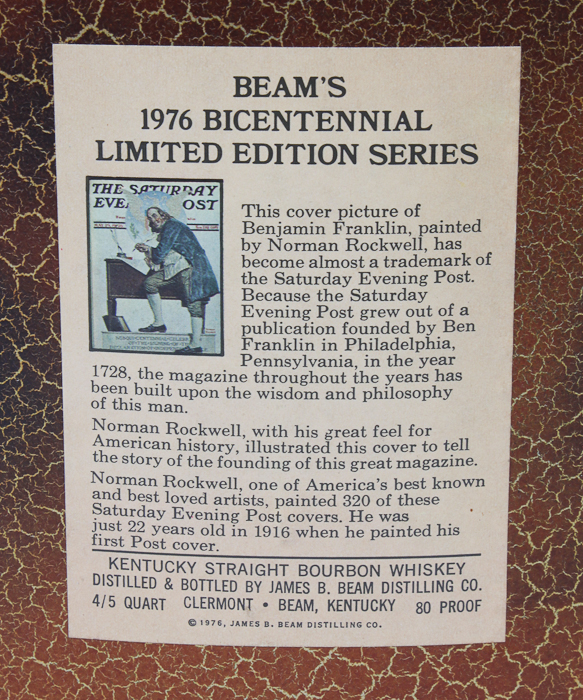 BEAM'S
1976 BICENTENNIAL
LIMITED EDITION SERIES
THE SATURDAY
EVE POST
This cover picture of
Benjamin Franklin, painted
by Norman Rockwell, has
become almost a trademark of
the Saturday Evening Post.
Because the Saturday
Evening Post grew out of a
publication founded by Ben
Franklin in Philadelphia,
Pennsylvania, in the year
1728, the magazine throughout the years has
been built upon the wisdom and philosophy
of this man.
Norman Rockwell, with his great feel for
American history, illustrated this cover to tell
the story of the founding of this great magazine.
Norman Rockwell, one of America's best known
and best loved artists, painted 320 of these
Saturday Evening Post covers. He was
just 22 years old in 1916 when he painted his
first Post cover.
KENTUCKY STRAIGHT BOURBON WHISKEY
DISTILLED & BOTTLED BY JAMES B. BEAM DISTILLING CO.
4/5 QUART CLERMONT • BEAM, KENTUCKY 80 PROOF
© 1976, JAMES B. BEAM DISTILLING CO.